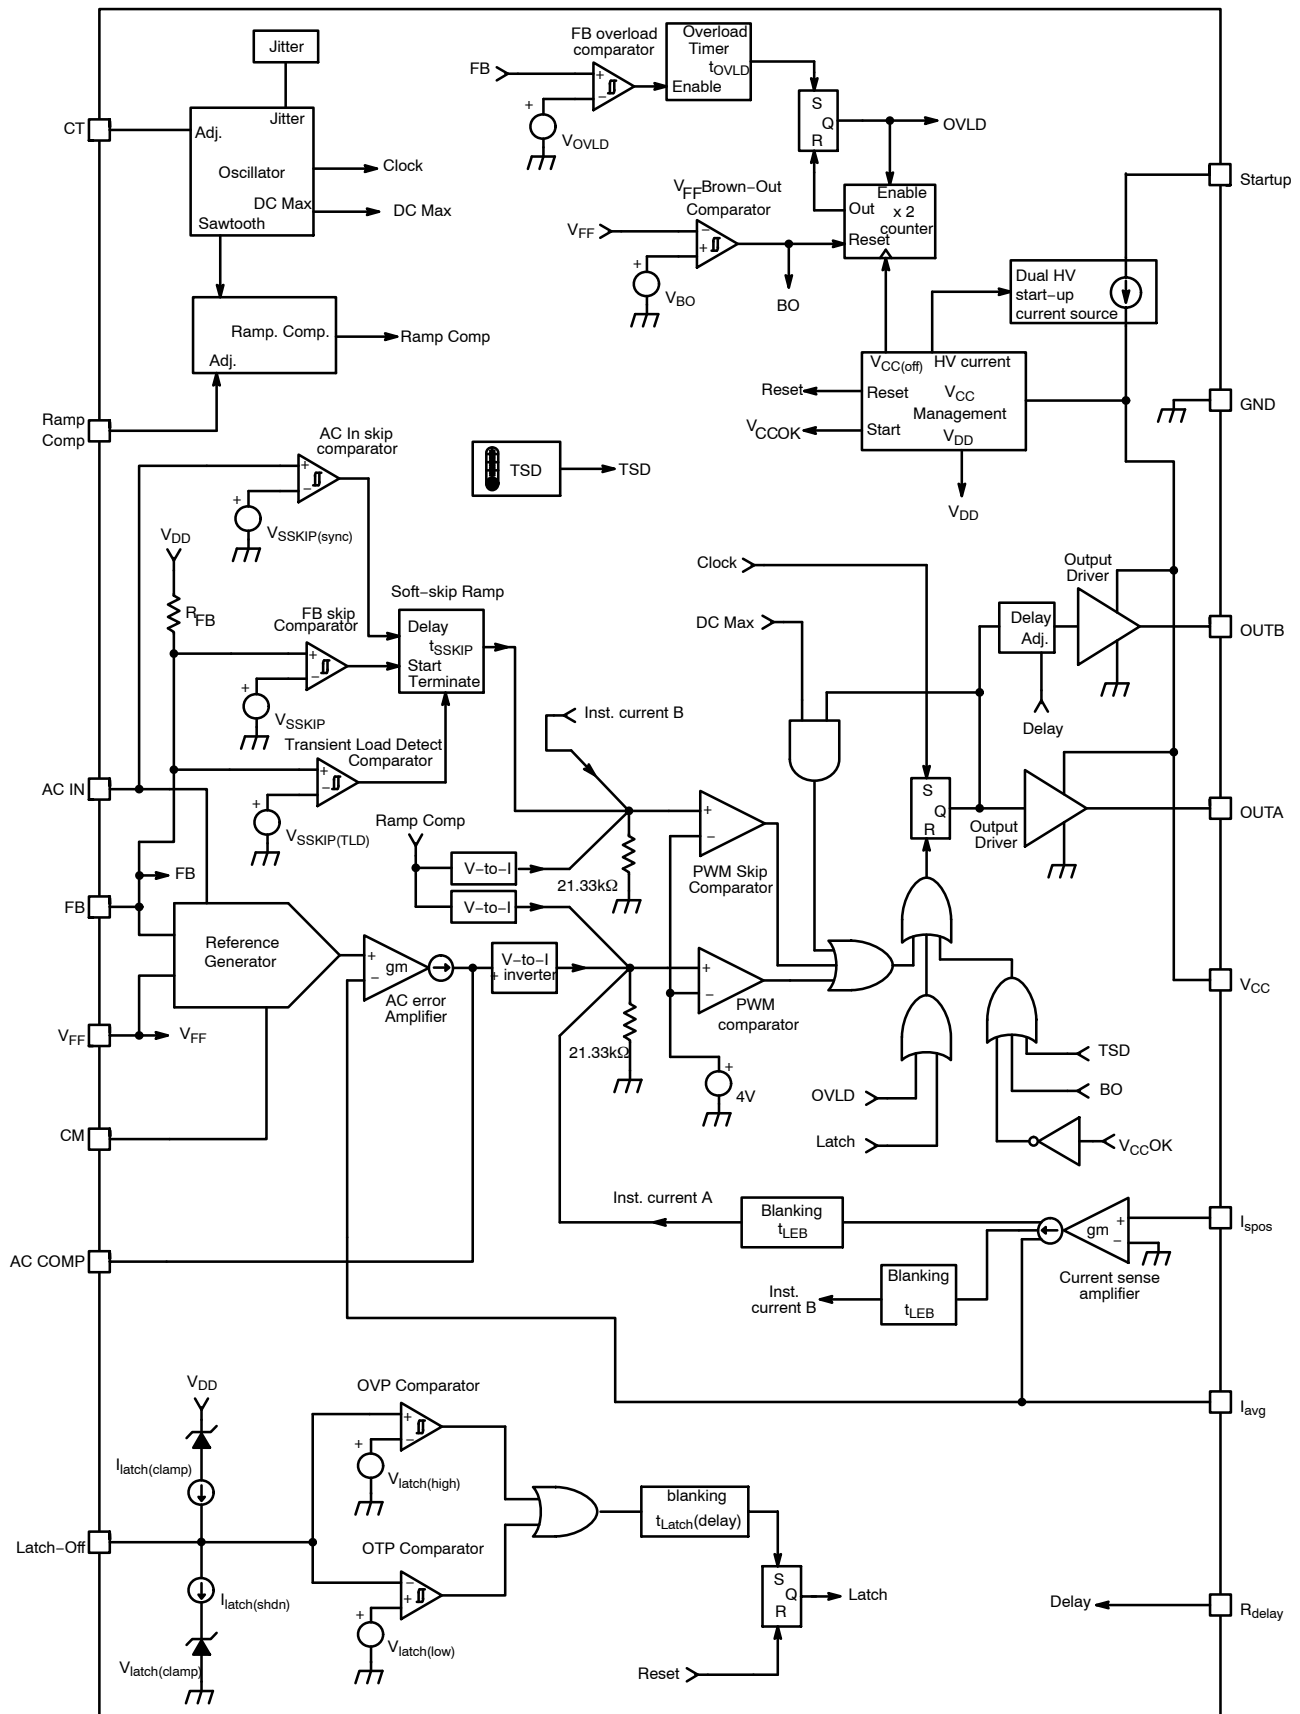 Jitter
Jitter
Adj.
Oscillator
DC Max
Sawtooth
CT
Clock
DC Max
Ramp. Comp.
Adj.
Ramp Comp
Ramp
Comp
FB overload
comparator
FB
+
−
+
VOVLD
Overload
Timer
tOVLD
Enable
S
Q
R
OVLD
VFF Brown−Out
Comparator
VFF
−
+
+
VBO
BO
Enable
Out
x 2
counter
Reset
Startup
Dual HV
start−up
current source
VCC(off)
HV current
Reset
VCC
Management
Start
VDD
Reset
VCCOK
VDD
GND
AC In skip
comparator
+
−
+
VSSKIP(sync)
TSD
TSD
VDD
RFB
FB skip
Comparator
+
−
+
VSSKIP
Soft−skip Ramp
Delay
tSSKIP
Start
Terminate
Transient Load Detect
Comparator
+
−
+
VSSKIP(TLD)
Clock
DC Max
Output
Driver
Delay
Adj.
Delay
OUTB
Inst. current B
AC IN
Ramp Comp
V−to−I
V−to−I
21.33kΩ
+
−
PWM Skip
Comparator
S
Q
R
Output
Driver
OUTA
FB
FB
Reference
Generator
+
gm
−
AC error
Amplifier
V−to−I
+ inverter
+
−
PWM
comparator
21.33kΩ
+
4V
VFF
VFF
VCC
TSD
BO
VCCOK
OVLD
Latch
CM
Inst. current A
Blanking
tLEB
gm
+
−
Ispos
Current sense
amplifier
AC COMP
Inst.
current B
Blanking
tLEB
Iavg
VDD
Ilatch(clamp)
Latch−Off
Ilatch(shdn)
Vlatch(clamp)
OVP Comparator
+
−
+
Vlatch(high)
OTP Comparator
−
+
+
Vlatch(low)
blanking
tLatch(delay)
S
Q
R
Latch
Reset
Delay
Rdelay